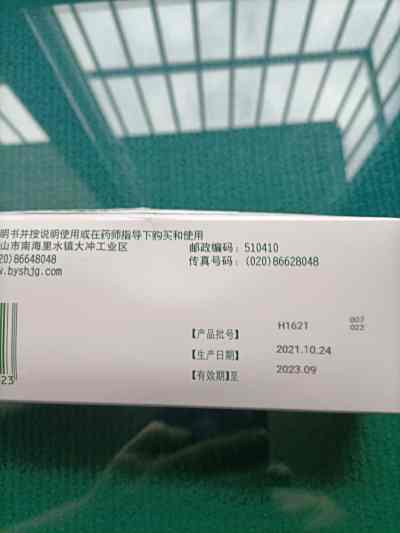 明书并按说明使用或在药师指导下购买和使用
山市南海里水镇大冲工业区
邮政编码: 510410
20)86648048
传真号码: (020)86628048
w.byshjg.com
【产品批号】 H1621
007
022
【生产日期】 2021.10.24
【有效期】至 2023.09
23